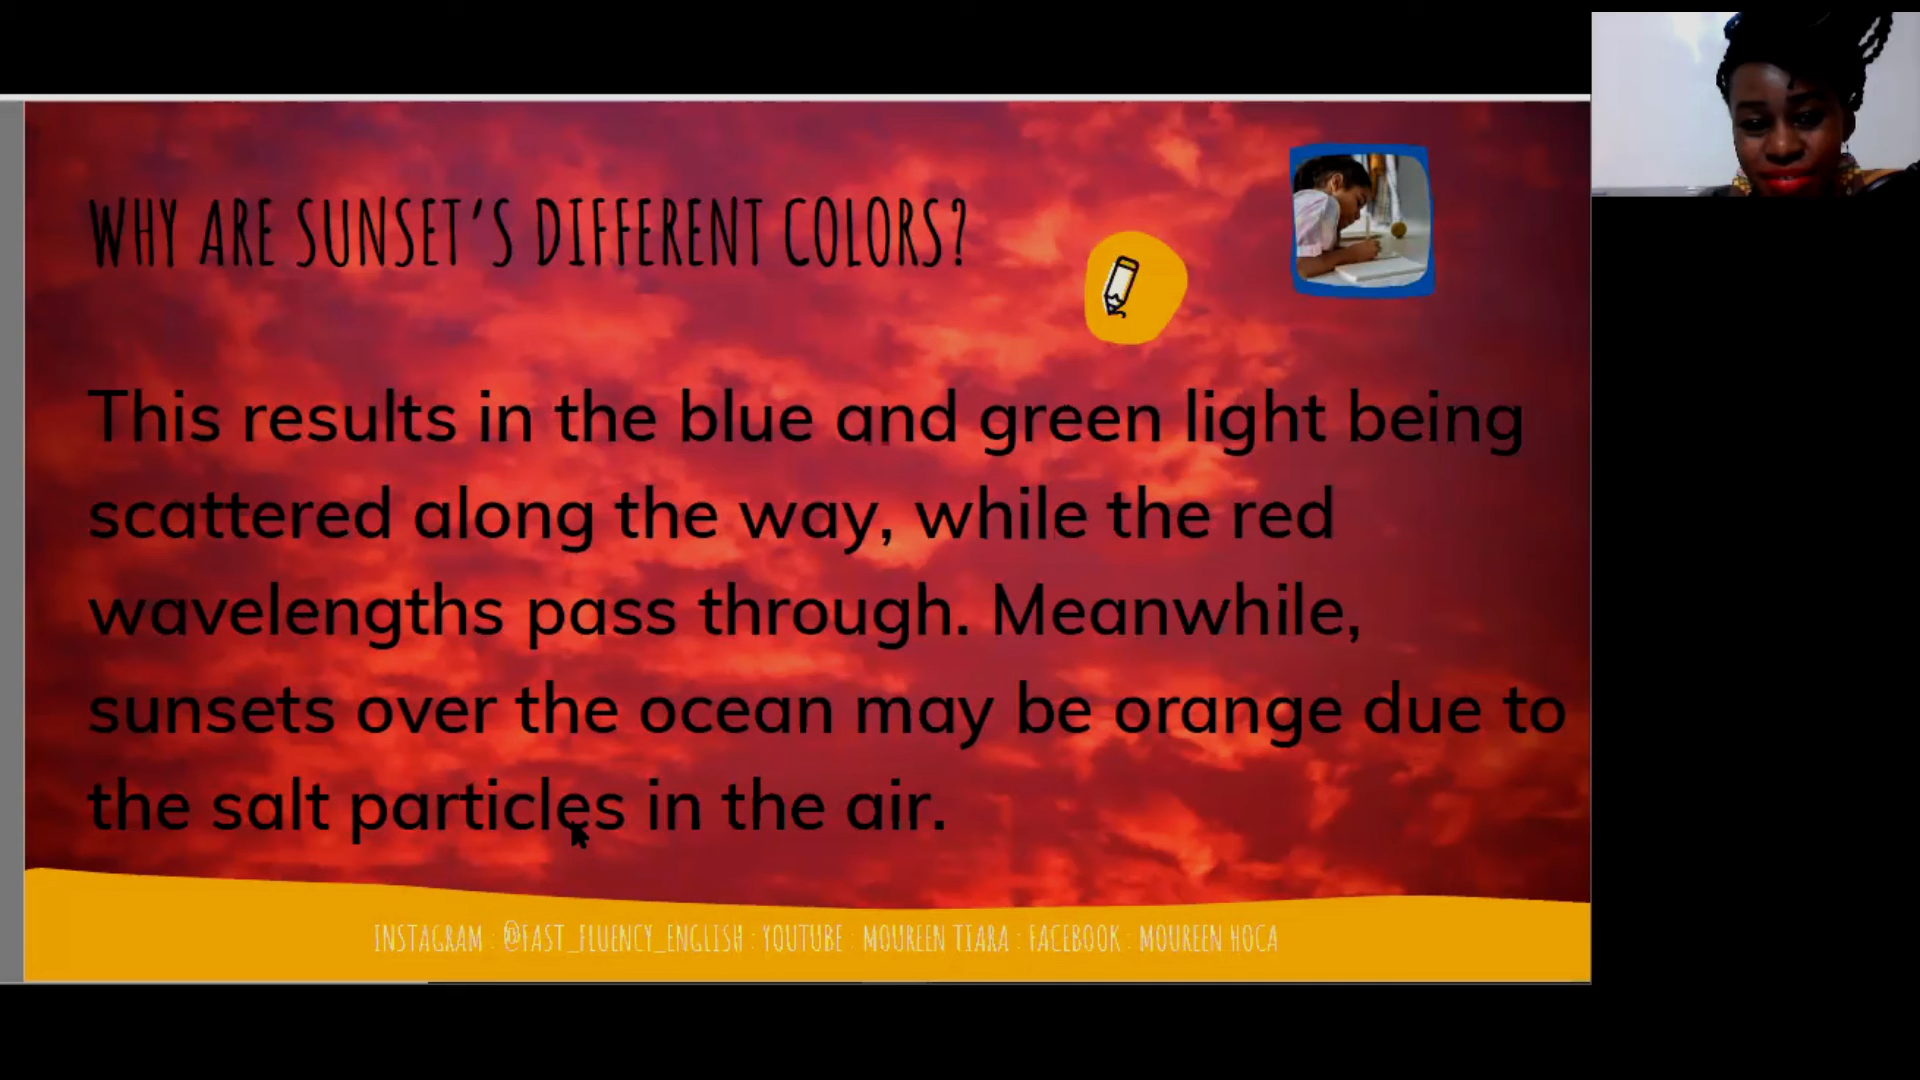 WHY ARE SUNSET'S DIFFERENT COLORS?
This results in the blue and green light being
scattered along the way, while the red
wavelengths pass through. Meanwhile,
sunsets over the ocean may be orange due to
the salt particles in the air.
INSTAGRAM : @FAST_FLUENCY_ENGLISH : YOUTUBE : MOUREEN TIARA : FACEBOOK : MOUREEN HOCA